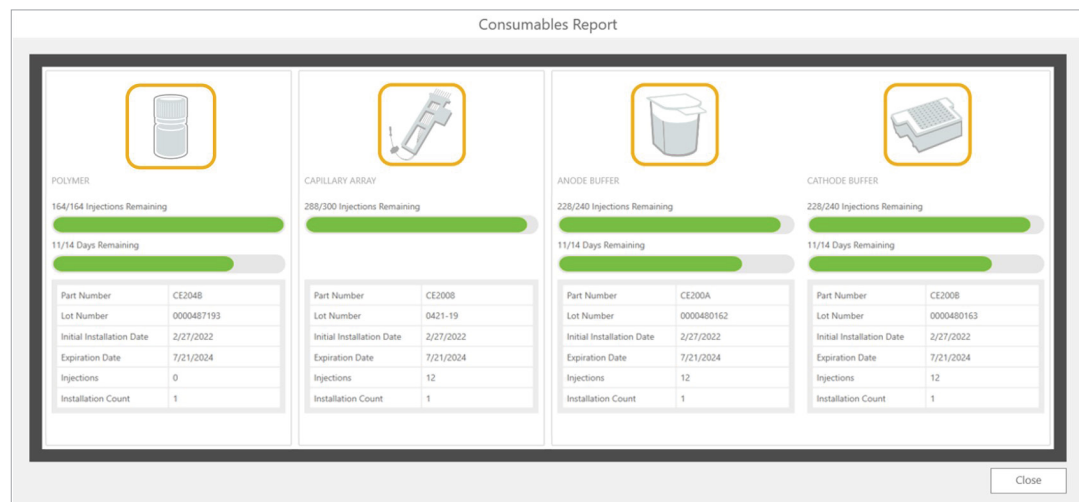 Consumables Report
POLYMER
164/164 Injections Remaining
11/14 Days Remaining
Part Number CE204B
Lot Number 0000487193
Initial Installation Date 2/27/2022
Expiration Date 7/21/2024
Injections 0
Installation Count 1
CAPILLARY ARRAY
288/300 Injections Remaining
Part Number CE2008
Lot Number 0421-19
Initial Installation Date 2/27/2022
Expiration Date 7/21/2024
Injections 12
Installation Count 1
ANODE BUFFER
228/240 Injections Remaining
11/14 Days Remaining
Part Number CE200A
Lot Number 0000480162
Initial Installation Date 2/27/2022
Expiration Date 7/21/2024
Injections 12
Installation Count 1
CATHODE BUFFER
228/240 Injections Remaining
11/14 Days Remaining
Part Number CE200B
Lot Number 0000480163
Initial Installation Date 2/27/2022
Expiration Date 7/21/2024
Injections 12
Installation Count 1
Close